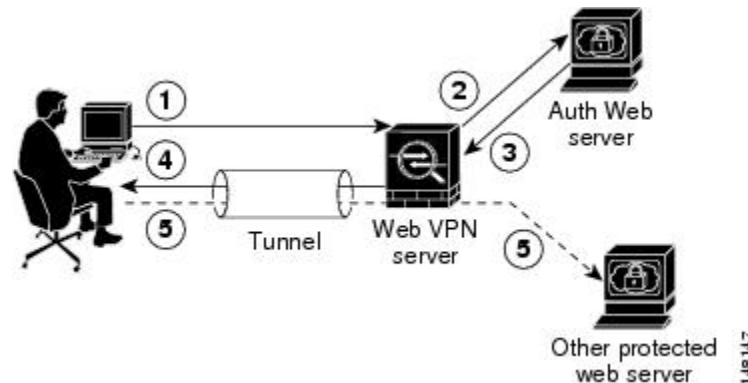 1
2
Auth Web
server
3
4
5
Tunnel
Web VPN
server
5
Other protected
web server